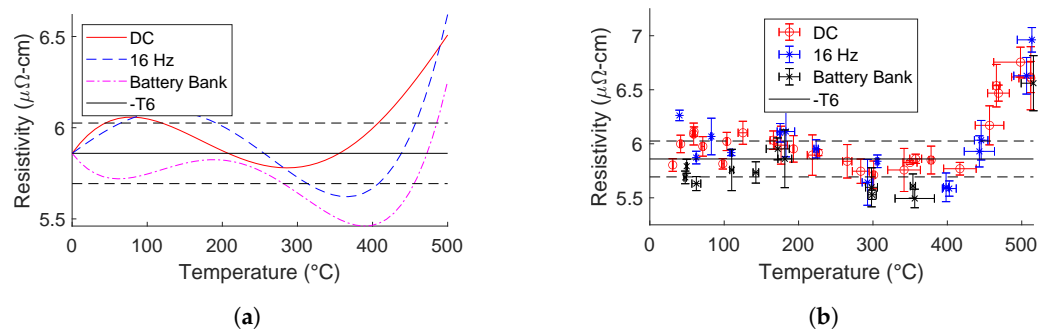 6.5
6
5.5
Resistivity (μΩ-cm)
DC
16 Hz
Battery Bank
-T6
0 100 200 300 400 500
Temperature (°C)
(a)
7
6.5
6
5.5
Resistivity (μΩ-cm)
DC
16 Hz
Battery Bank
-T6
0 100 200 300 400 500
Temperature (°C)
(b)